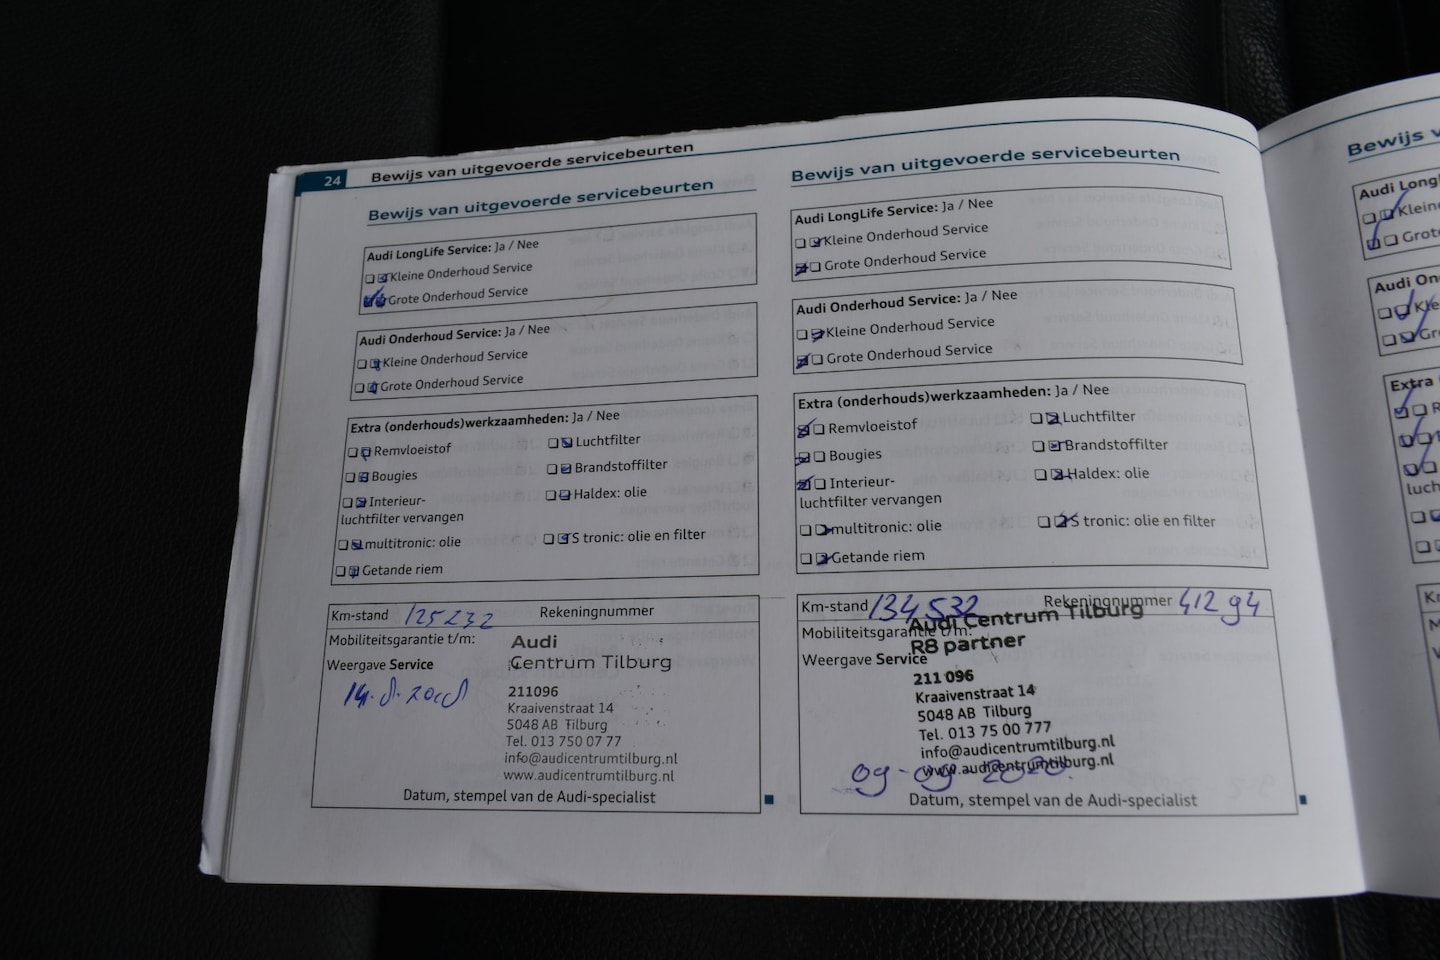 24 Bewijs van uitgevoerde servicebeurten
Bewijs van uitgevoerde servicebeurten
Audi LongLife Service: Ja / Nee
Kleine Onderhoud Service
Grote Onderhoud Service
Audi Onderhoud Service: Ja / Nee
Kleine Onderhoud Service
Grote Onderhoud Service
Extra (onderhouds)werkzaamheden: Ja / Nee
Remvloeistof Luchtfilter
Bougies Brandstoffilter
Interieur- Haldex: olie
luchtfilter vervangen
multitronic: olie S tronic: olie en filter
Getande riem
Km-stand 125232 Rekeningnummer
Mobiliteitsgarantie t/m:
Weergave Service
Audi
Centrum Tilburg
211096
Kraaivenstraat 14
5048 AB Tilburg
Tel. 013 750 07 77
info@audicentrumtilburg.nl
www.audicentrumtilburg.nl
Datum, stempel van de Audi-specialist
Bewijs van uitgevoerde servicebeurten
Audi LongLife Service: Ja / Nee
Kleine Onderhoud Service
Grote Onderhoud Service
Audi Onderhoud Service: Ja / Nee
Kleine Onderhoud Service
Grote Onderhoud Service
Extra (onderhouds)werkzaamheden: Ja / Nee
Remvloeistof Luchtfilter
Bougies Brandstoffilter
Interieur- Haldex: olie
luchtfilter vervangen
multitronic: olie S tronic: olie en filter
Getande riem
Km-stand 134532 Rekeningnummer 41294
Mobiliteitsgarantie t/m:
Weergave Service
Audi Centrum Tilburg
R8 partner
211 096
Kraaivenstraat 14
5048 AB Tilburg
Tel. 013 75 00 777
info@audicentrumtilburg.nl
www.audicentrumtilburg.nl
09-09-2020
Datum, stempel van de Audi-specialist
Bewijs v
Audi Long
Kleine
Grot
Audi On
Kle
Gr
Extra